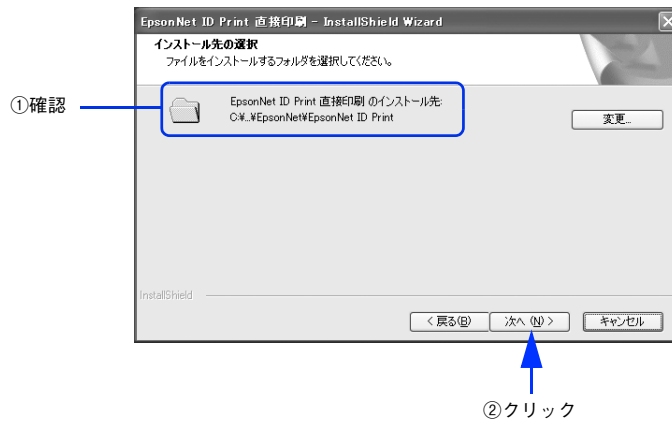 EpsonNet ID Print 直接印刷 - InstallShield Wizard
インストール先の選択
ファイルをインストールするフォルダを選択してください。
①確認
EpsonNet ID Print 直接印刷 のインストール先:
C:¥...¥EpsonNet¥EpsonNet ID Print
変更...
InstallShield
< 戻る(B)
次へ (N) >
キャンセル
②クリック